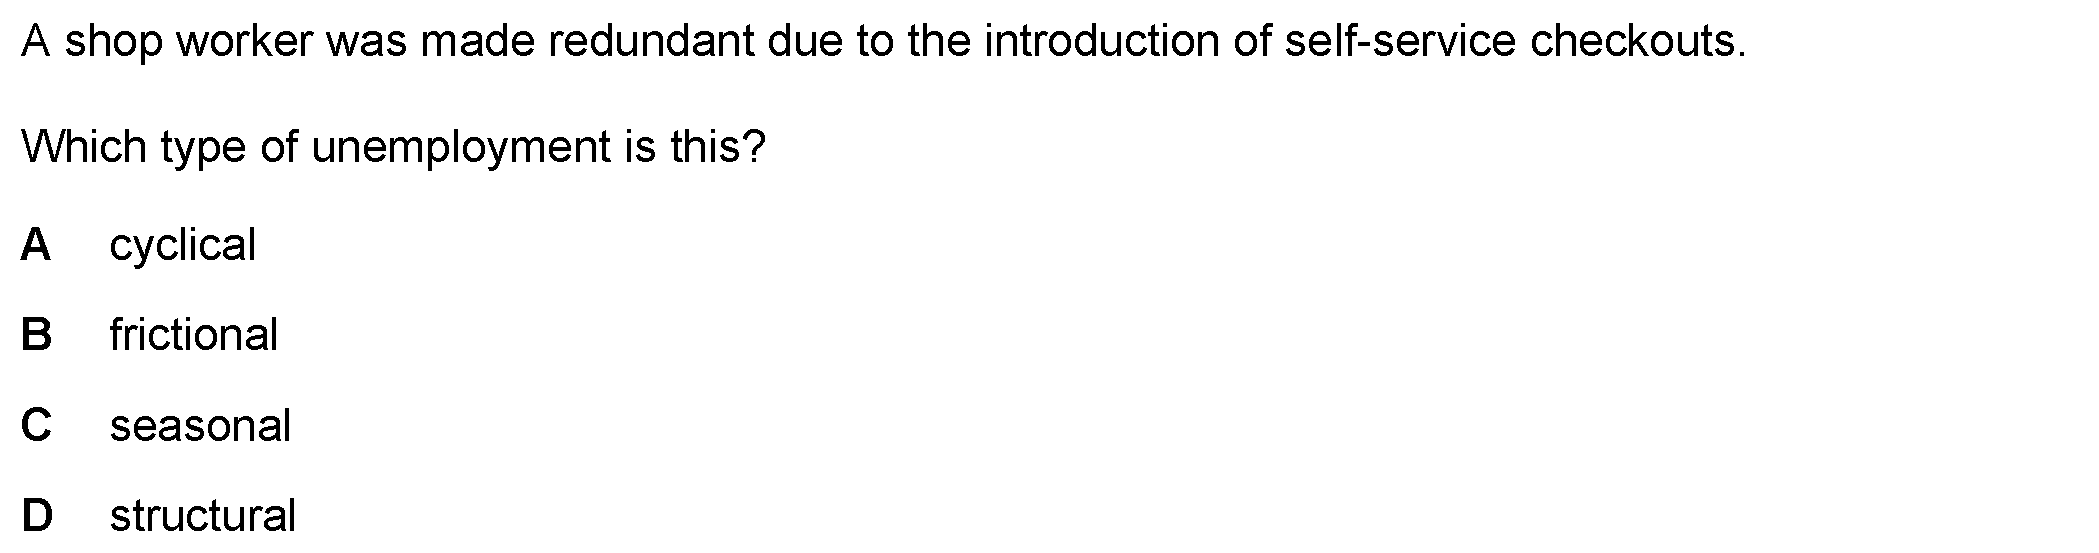 A shop worker was made redundant due to the introduction of self-service checkouts.
Which type of unemployment is this?
A cyclical
B frictional
C seasonal
D structural